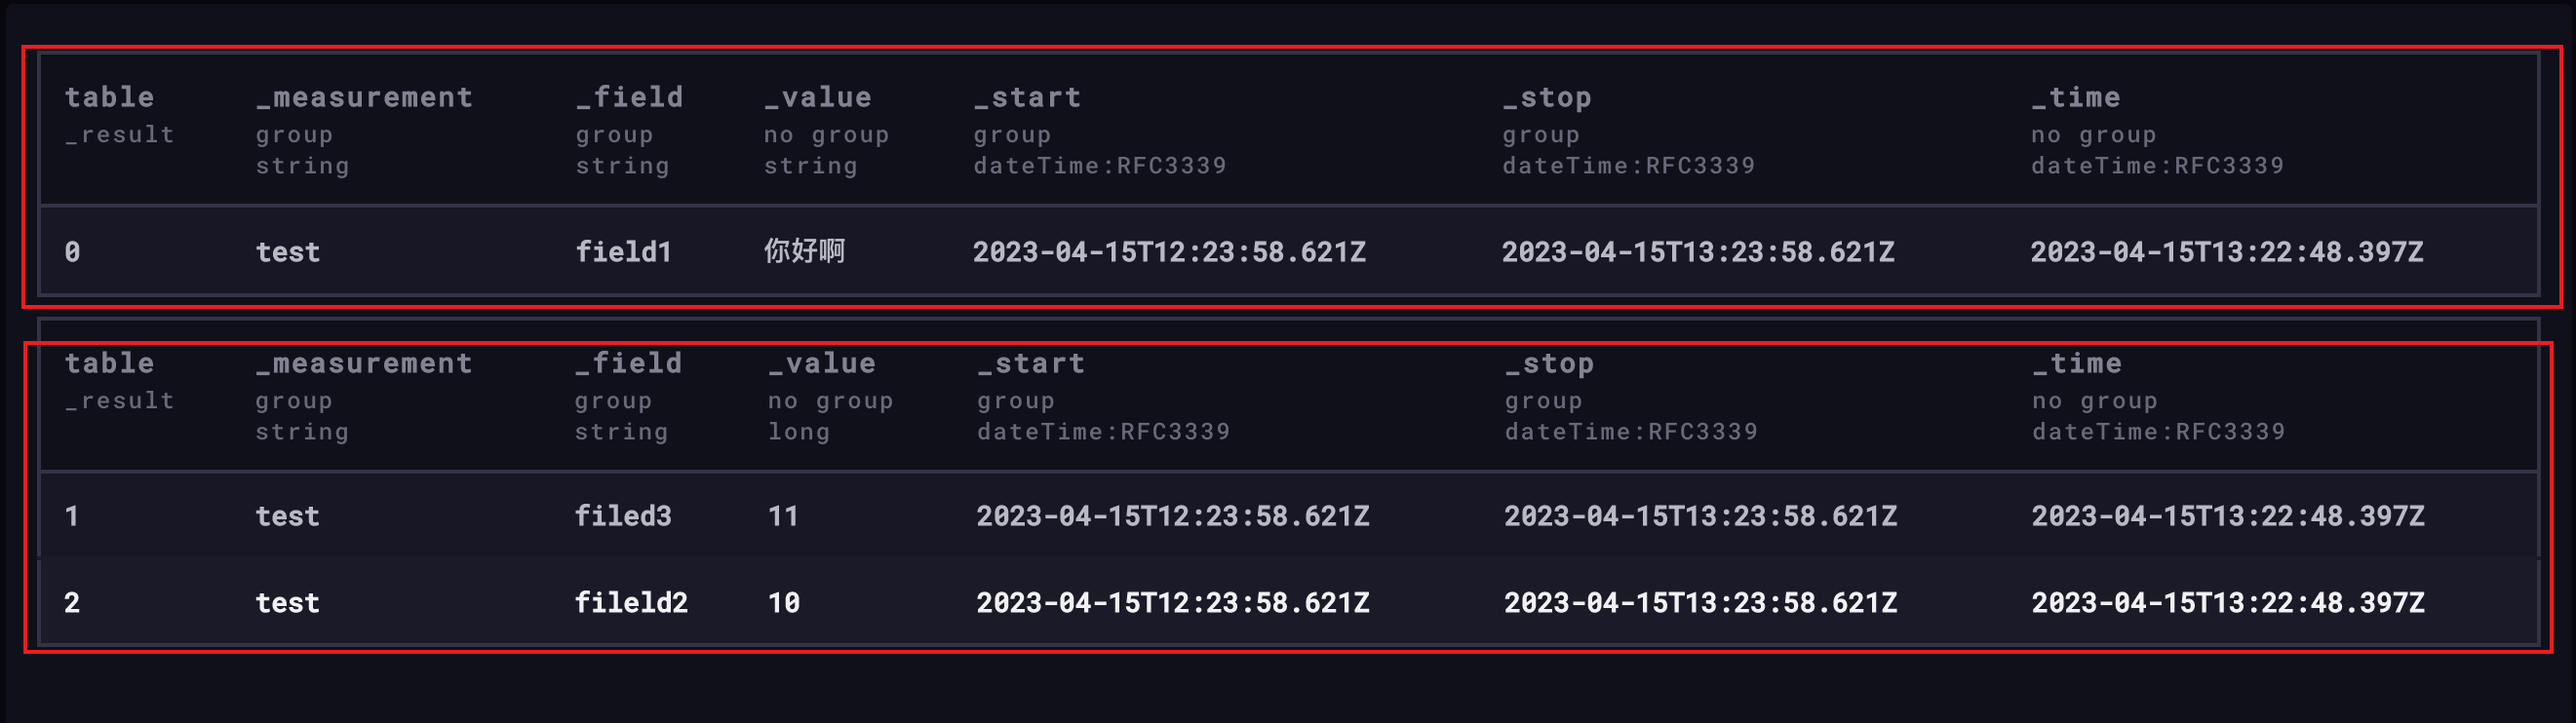 table _measurement _field _value _start _stop _time
_result group group no group group group no group
string string string dateTime:RFC3339 dateTime:RFC3339 dateTime:RFC3339
0 test field1 你好啊 2023-04-15T12:23:58.621Z 2023-04-15T13:23:58.621Z 2023-04-15T13:22:48.397Z
table _measurement _field _value _start _stop _time
_result group group no group group group no group
string string long dateTime:RFC3339 dateTime:RFC3339 dateTime:RFC3339
1 test filed3 11 2023-04-15T12:23:58.621Z 2023-04-15T13:23:58.621Z 2023-04-15T13:22:48.397Z
2 test fileld2 10 2023-04-15T12:23:58.621Z 2023-04-15T13:23:58.621Z 2023-04-15T13:22:48.397Z